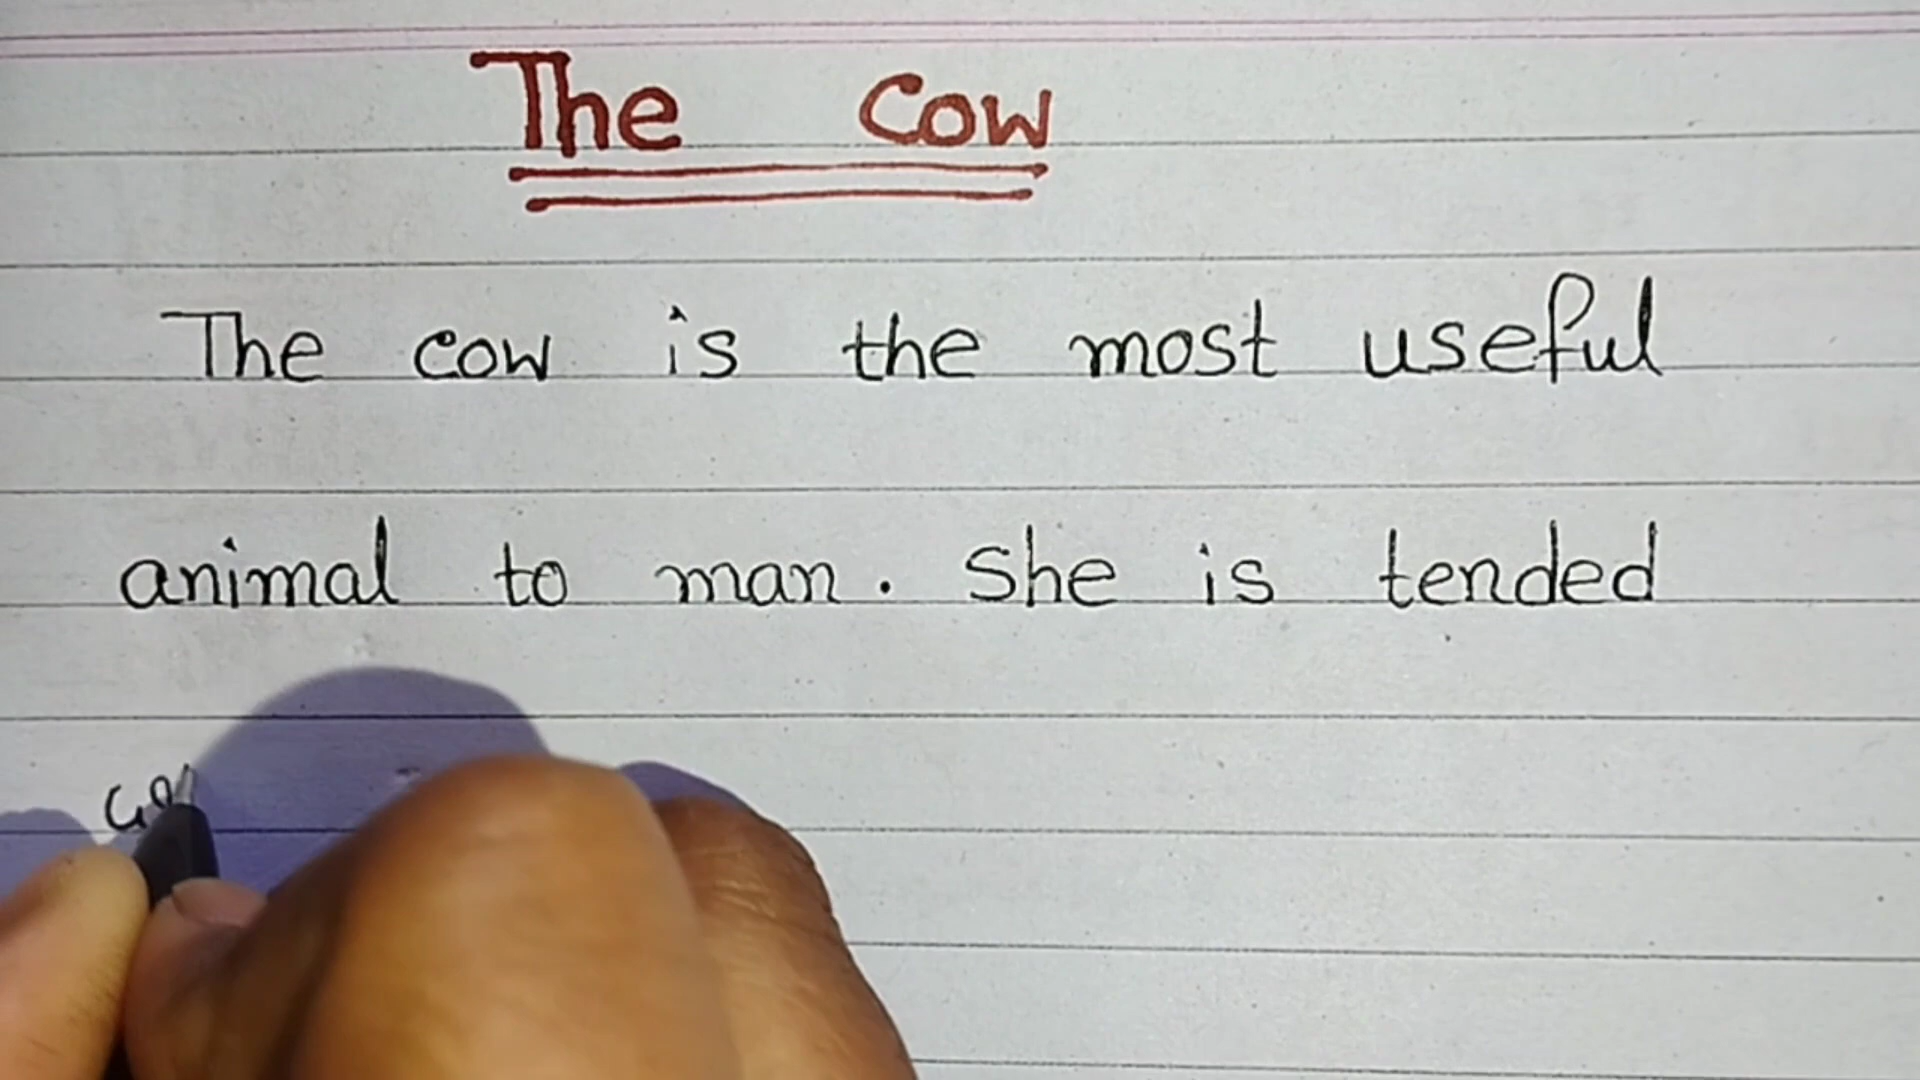 The Cow
The cow is the most useful
animal to man. She is tended